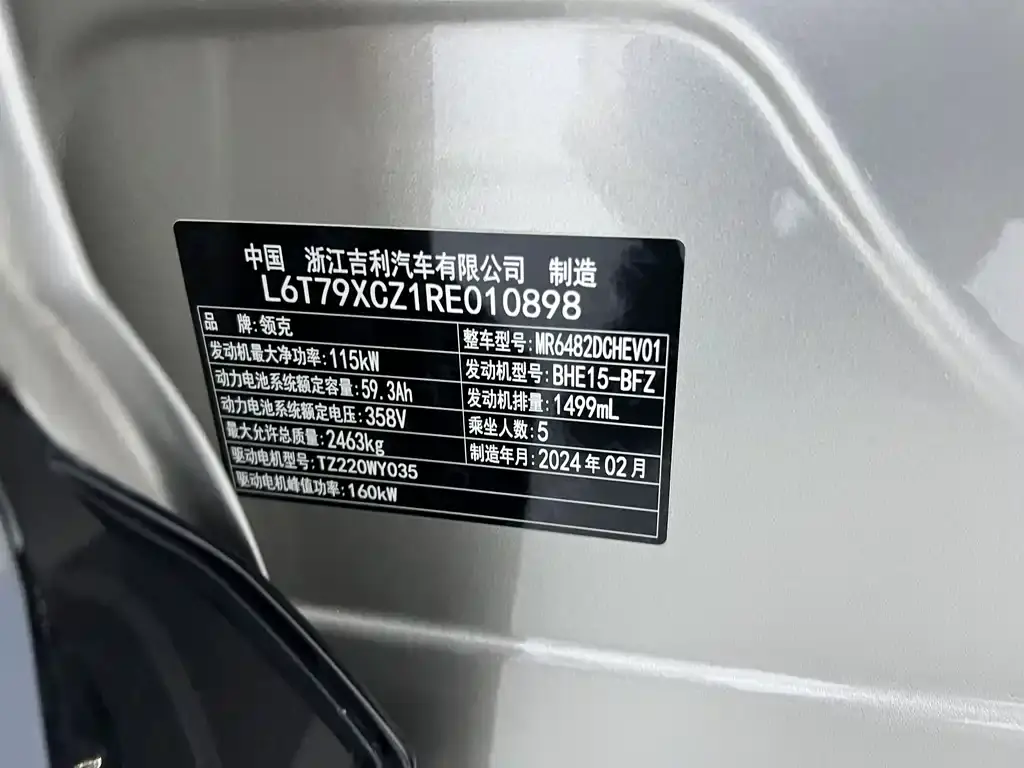 中国 浙江吉利汽车有限公司 制造
L6T79XCZ1RE010898
品 牌:领克
整车型号:MR6482DCHEV01
发动机最大净功率:115kW
发动机型号:BHE15-BFZ
动力电池系统额定容量:59.3Ah
发动机排量:1499mL
动力电池系统额定电压:358V
乘坐人数:5
最大允许总质量:2463kg
制造年月:2024年02月
驱动电机型号:TZ220WY035
驱动电机峰值功率:160kW